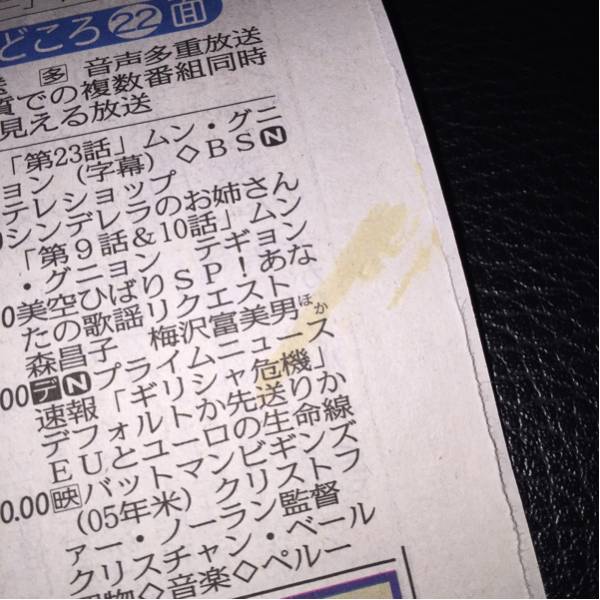 どころ 22 日
多 音声多重放送
質での複数番組同時
見える放送
「第23話」ムン・グニ
ョン（字幕）◇BSN
テレショップ
シンデレラのお姉さん
「第9話&10話」ムン
・グニョン テギョン
0美空ひばりSP！あな
たの歌謡リクエスト
森昌子 梅沢富美男ほか
00デNプライムニュース
速報「ギリシャ危機」
デフォルトか先送りか
EUとユーロの生命線
0.00映バットマンビギンズ
（05年米）クリストフ
ァー・ノーラン監督
クリスチャン・ベール
◇音楽◇ペルー